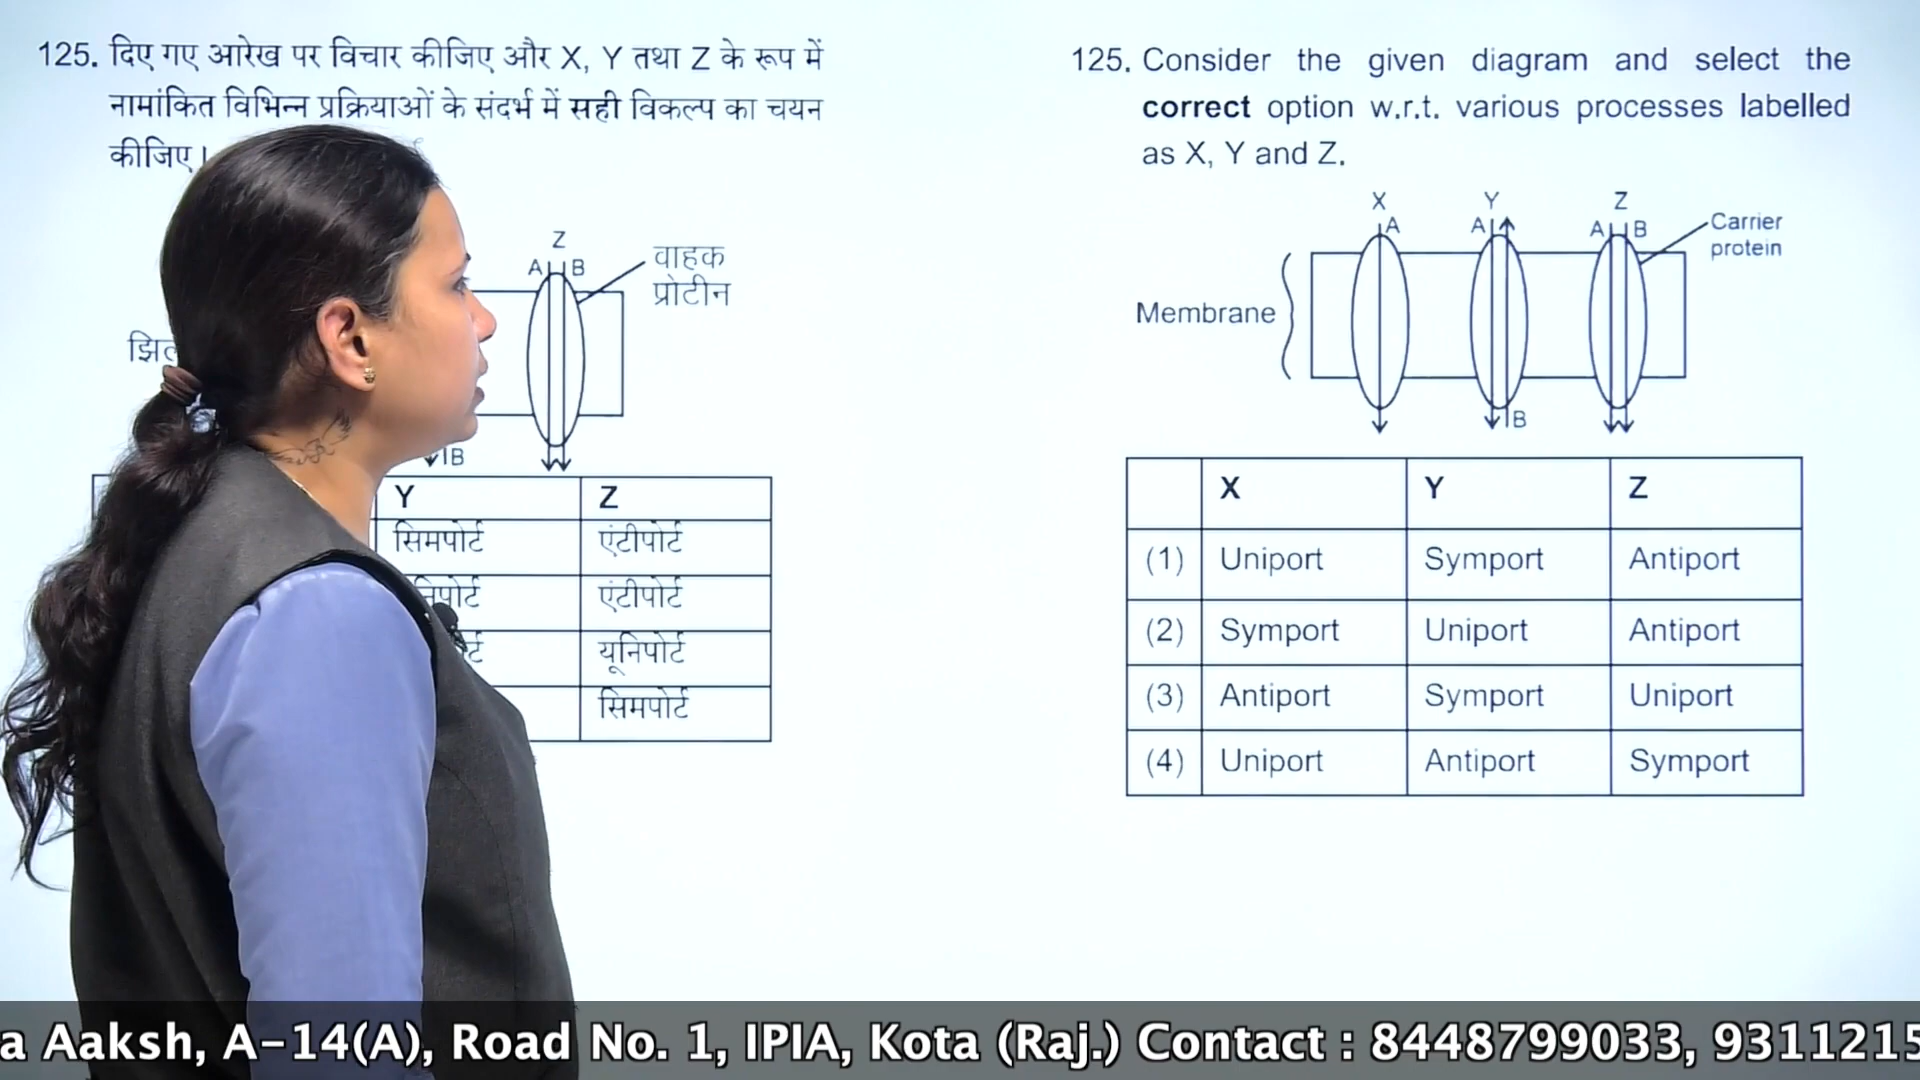 125. दिए गए आरेख पर विचार कीजिए और X, Y तथा Z के रूप में
नामांकित विभिन्न प्रक्रियाओं के संदर्भ में सही विकल्प का चयन
कीजिए।
Z
A B
वाहक
प्रोटीन
B
Y Z
सिमपोर्ट एंटीपोर्ट
एंटीपोर्ट
यूनिपोर्ट
सिमपोर्ट
125. Consider the given diagram and select the
correct option w.r.t. various processes labelled
as X, Y and Z.
X Y Z
A A A B
Carrier
protein
Membrane
B
X Y Z
(1) Uniport Symport Antiport
(2) Symport Uniport Antiport
(3) Antiport Symport Uniport
(4) Uniport Antiport Symport
Aaksh, A-14(A), Road No. 1, IPIA, Kota (Raj.) Contact : 8448799033,